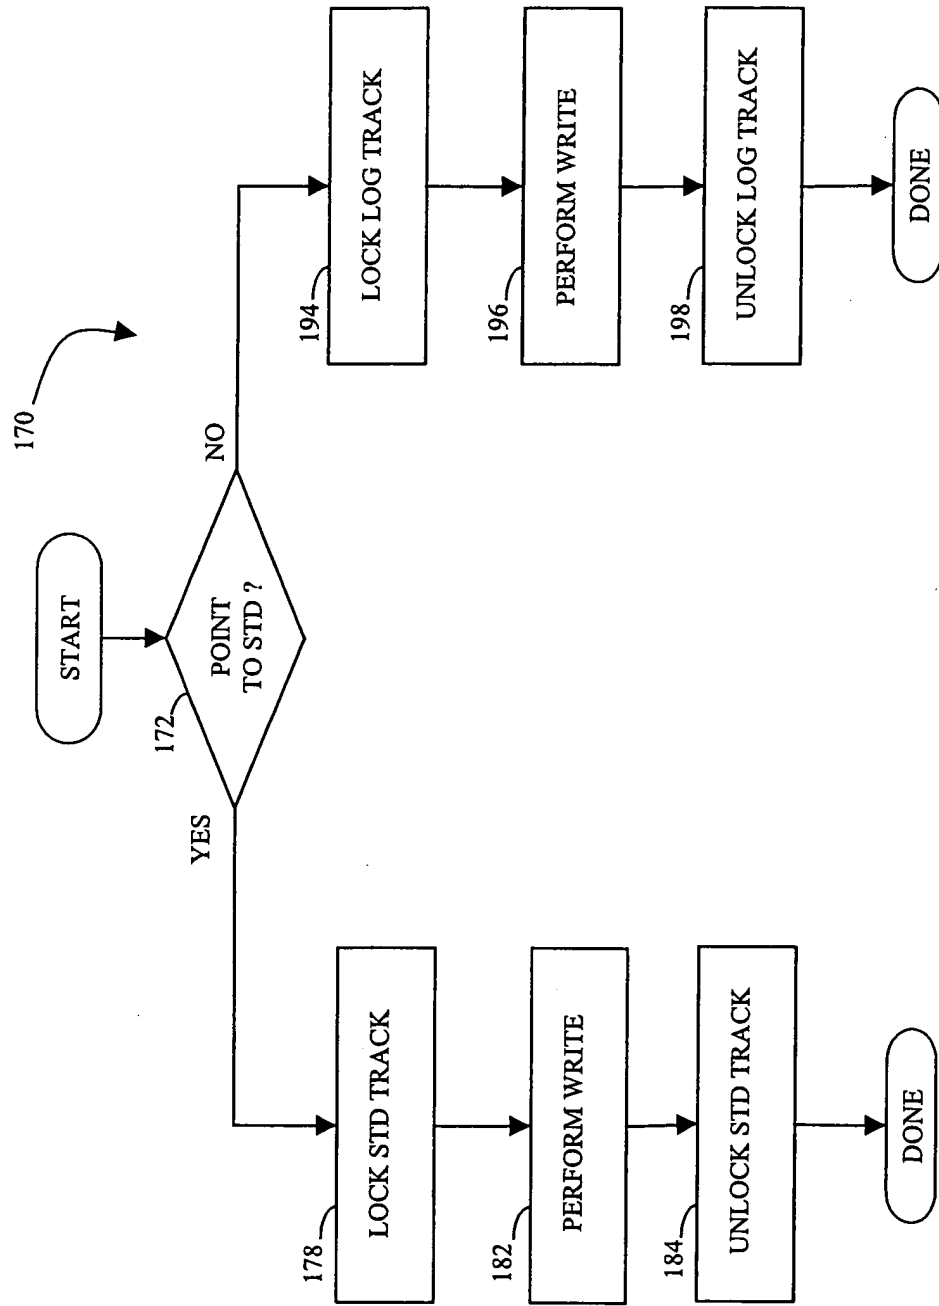 170
START
172
POINT
TO STD ?
YES
NO
178
LOCK STD TRACK
182
PERFORM WRITE
184
UNLOCK STD TRACK
DONE
194
LOCK LOG TRACK
196
PERFORM WRITE
198
UNLOCK LOG TRACK
DONE